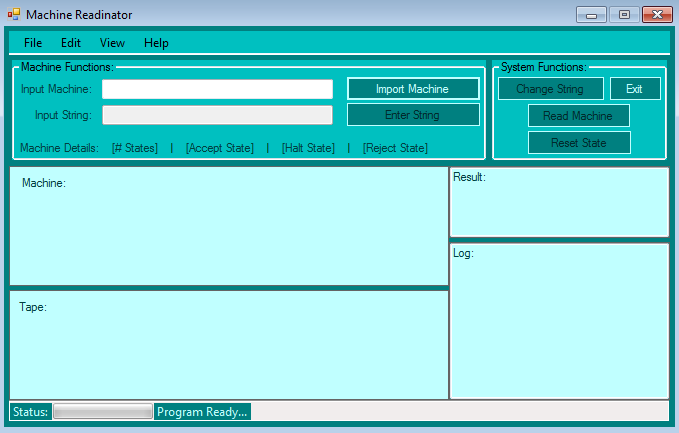 Machine Readinator
File Edit View Help
Machine Functions:
Input Machine: Import Machine
Input String: Enter String
Machine Details: [# States] | [Accept State] | [Halt State] | [Reject State]
System Functions:
Change String Exit
Read Machine
Reset State
Machine:
Result:
Tape:
Log:
Status: Program Ready...